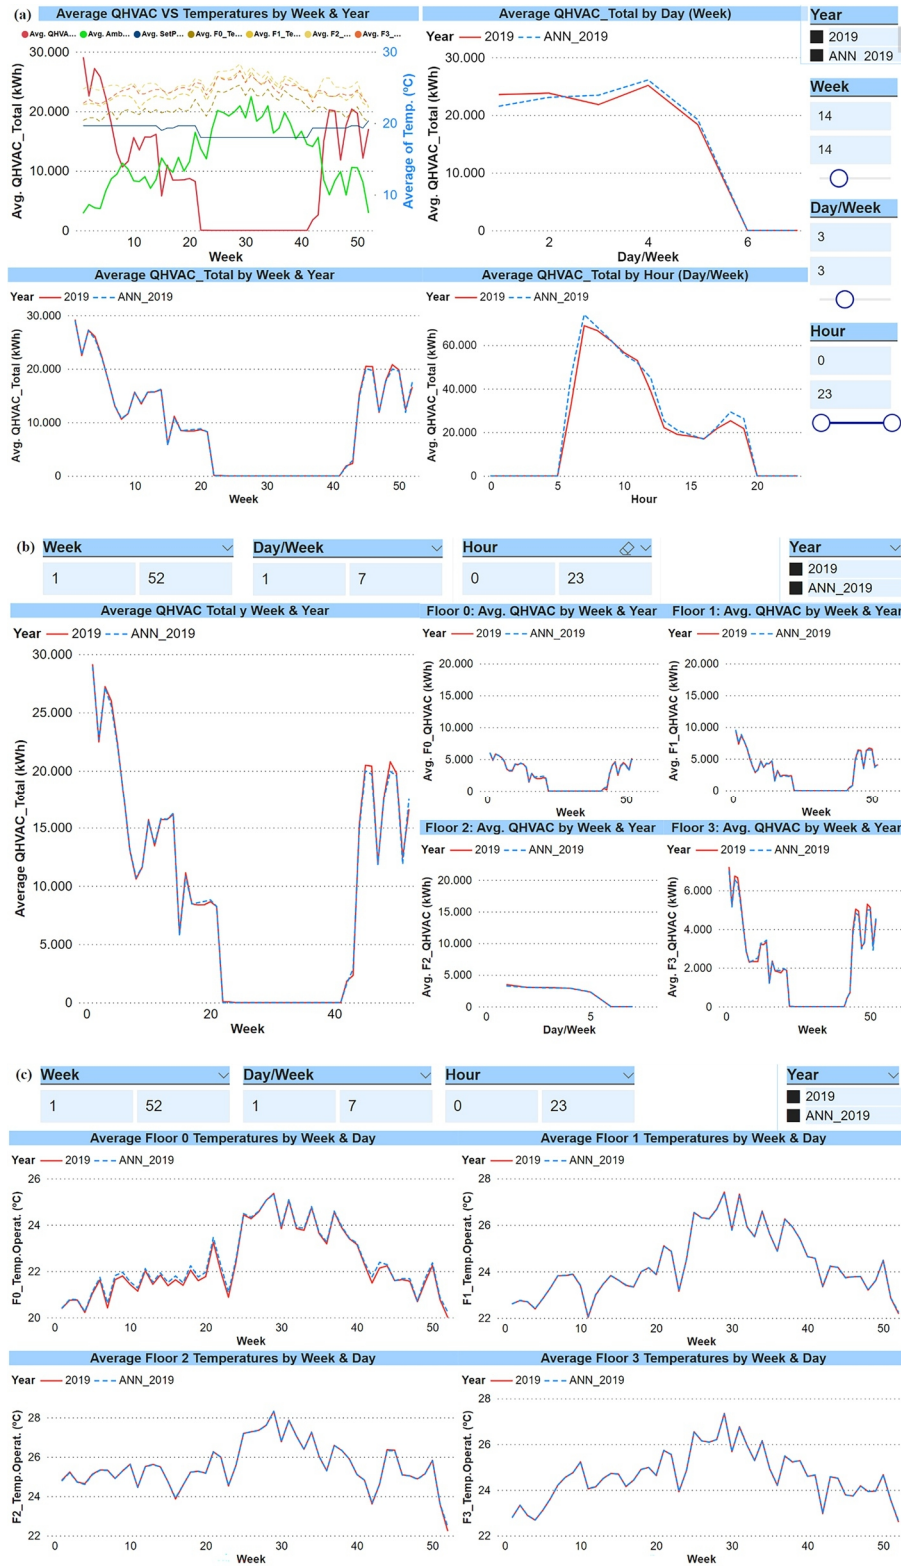 (a)
Average QHVAC VS Temperatures by Week & Year
Avg. QHVA... Avg. Amb... Avg. SetP... Avg. F0_Te... Avg. F1_Te... Avg. F2_... Avg. F3_...
Avg. QHVAC_Total (kWh)
30.000
20.000
10.000
0
30
20
10
Average of Temp. (ºC)
10 20 30 40 50
Week
Average QHVAC_Total by Day (Week)
Year 2019 ANN_2019
Avg. QHVAC_Total (kWh)
30.000
20.000
10.000
0
2 4 6
Day/Week
Year
2019
ANN 2019
Week
14
14
Day/Week
3
3
Hour
0
23
Average QHVAC_Total by Week & Year
Year 2019 ANN_2019
Avg. QHVAC_Total (kWh)
30.000
20.000
10.000
0
0 10 20 30 40 50
Week
Average QHVAC_Total by Hour (Day/Week)
Year 2019 ANN_2019
Avg. QHVAC_Total (kWh)
60.000
40.000
20.000
0
0 5 10 15 20
Hour
(b)
Week
1 52
Day/Week
1 7
Hour
0 23
Year
2019
ANN_2019
Average QHVAC Total y Week & Year
Year 2019 ANN_2019
Average QHVAC_Total (kWh)
30.000
25.000
20.000
15.000
10.000
5.000
0
0 20 40
Week
Floor 0: Avg. QHVAC by Week & Year
Year 2019 ANN_2019
Avg. F0_QHVAC (kWh)
20.000
15.000
10.000
5.000
0
0 50
Week
Floor 1: Avg. QHVAC by Week & Year
Year 2019 ANN_2019
Avg. F1_QHVAC (kWh)
20.000
15.000
10.000
5.000
0
0 50
Week
Floor 2: Avg. QHVAC by Week & Year
Year 2019 ANN_2019
Avg. F2_QHVAC (kWh)
20.000
15.000
10.000
5.000
0
0 5
Day/Week
Floor 3: Avg. QHVAC by Week & Year
Year 2019 ANN_2019
Avg. F3_QHVAC (kWh)
6.000
4.000
2.000
0
0 50
Week
(c)
Week
1 52
Day/Week
1 7
Hour
0 23
Year
2019
ANN_2019
Average Floor 0 Temperatures by Week & Day
Year 2019 ANN_2019
F0_Temp.Operat. (ºC)
26
24
22
20
0 10 20 30 40 50
Week
Average Floor 1 Temperatures by Week & Day
Year 2019 ANN_2019
F1_Temp.Operat. (ºC)
28
26
24
22
0 10 20 30 40 50
Week
Average Floor 2 Temperatures by Week & Day
Year 2019 ANN_2019
F2_Temp.Operat. (ºC)
28
26
24
22
0 10 20 30 40 50
Week
Average Floor 3 Temperatures by Week & Day
Year 2019 ANN_2019
F3_Temp.Operat. (ºC)
28
26
24
22
0 10 20 30 40 50
Week